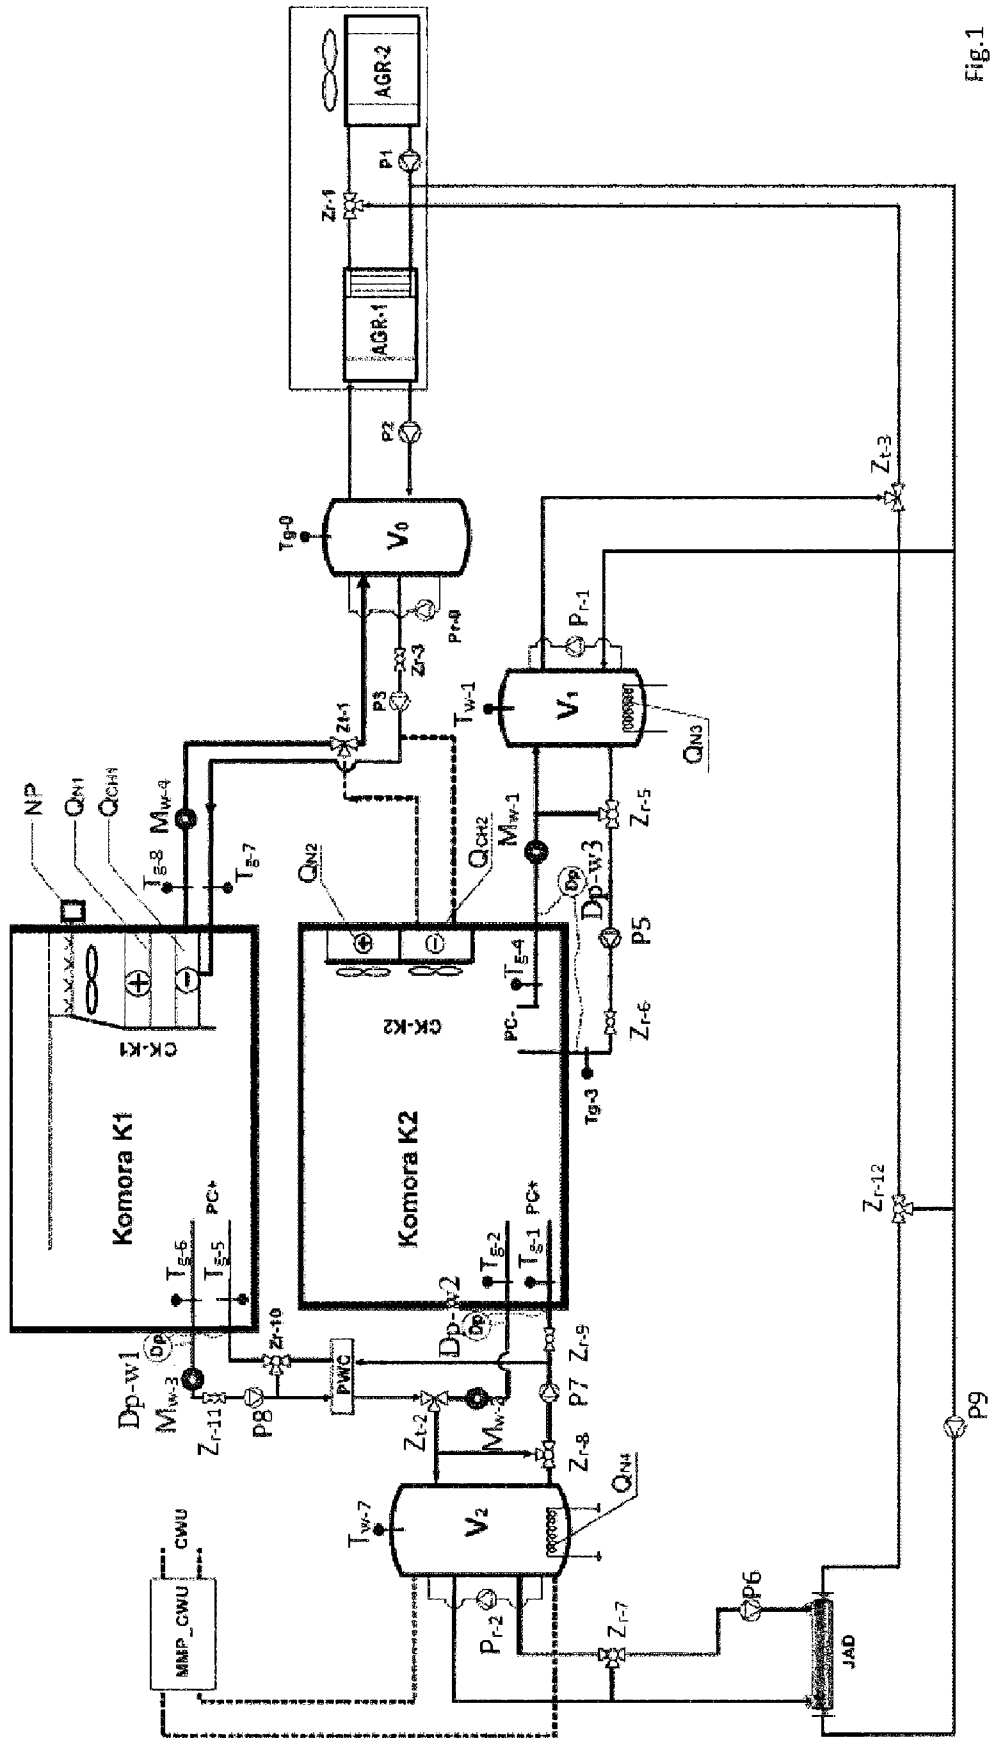 Fig.1
AGR-2
P1
Zr-1
AGR-1
P2
Tg-0
V0
Pr-0
Zr-3
P3
Zt-1
NP
QN1
QCH1
Mw-4
Tg-8
Tg-7
CK-K1
Komora K1
PC+
Tg-6
Tg-5
Dp
Dp-w1
Mw-3
Zr-11
P8
Zr-10
PWC
QN2
QCH2
CK-K2
Komora K2
PC-
Tg-4
Tg-3
PC+
Tg-2
Tg-1
Dp-w2
Dp
Zr-9
P7
Zr-8
Zt-2
Mw-2
Mw-1
Dp
Dp-w3
P5
Zr-6
Zr-5
Tw-1
V1
QN3
Pr-1
Zt-3
Zr-12
P9
Tw-7
V2
QN4
Pr-2
Zr-7
P6
JAD
MMP_CWU
CWU